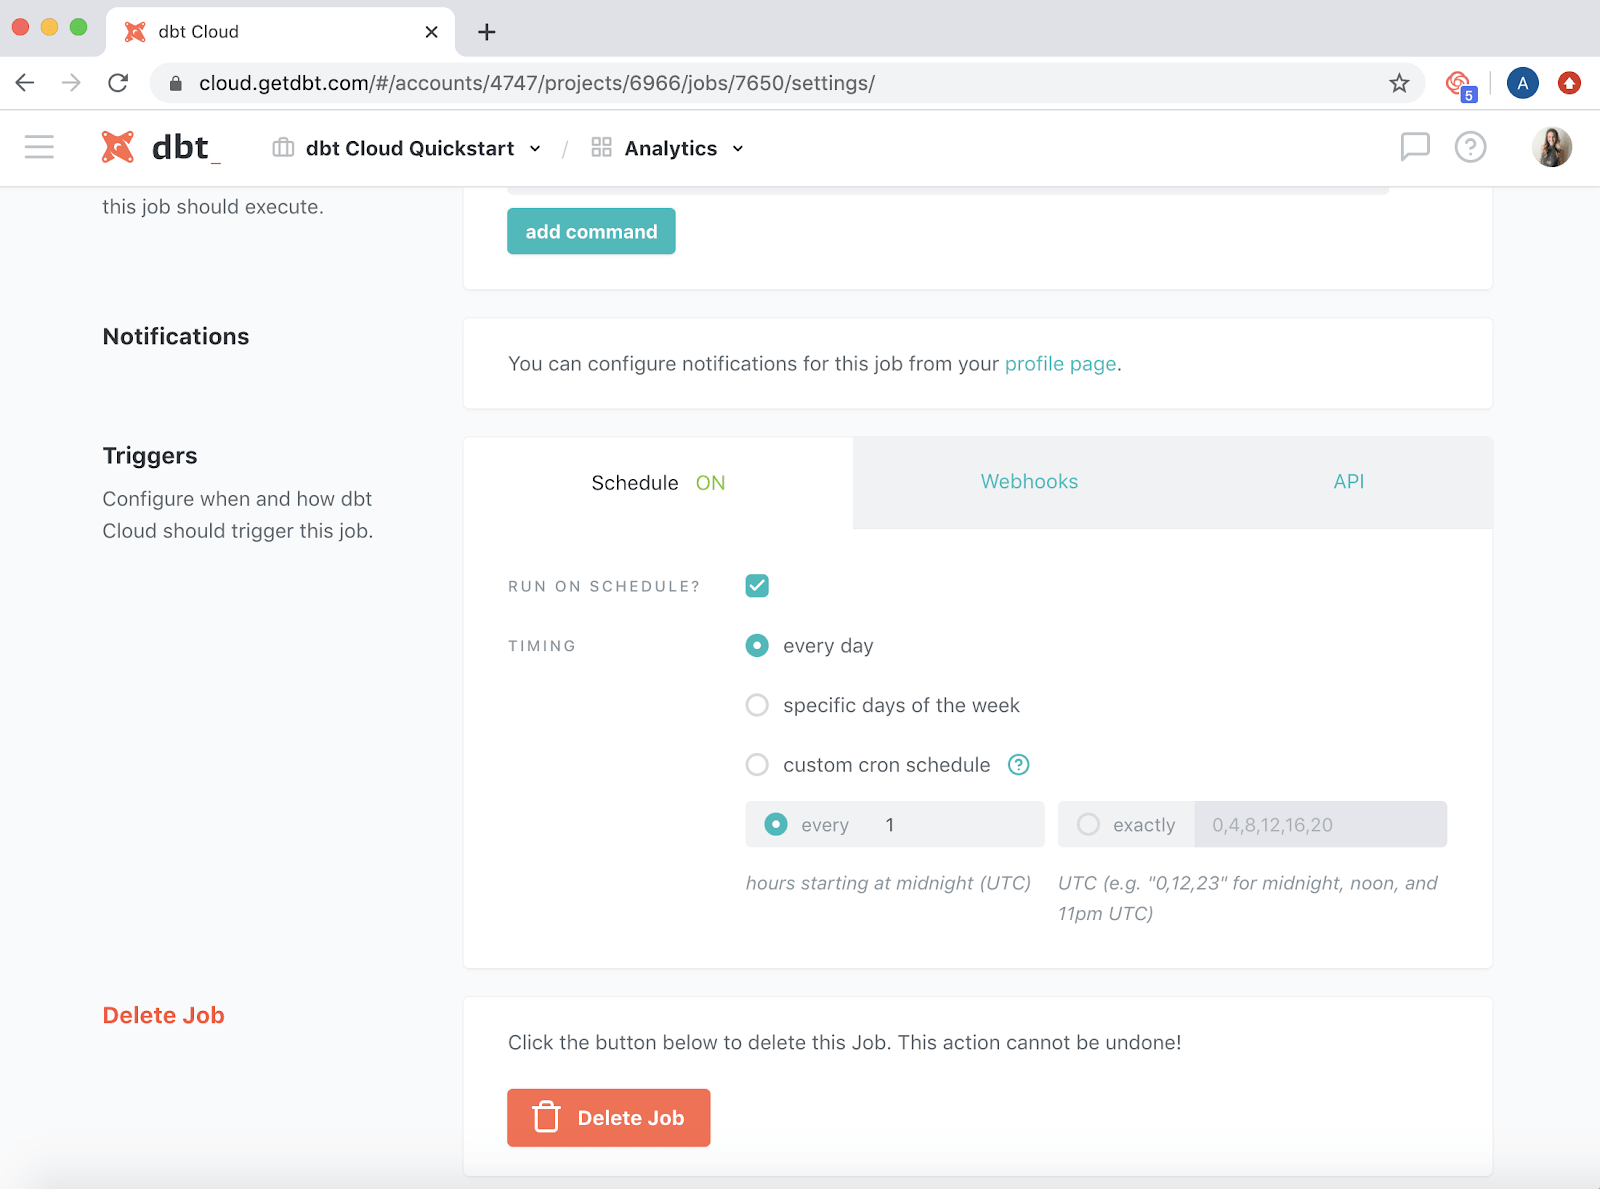 dbt Cloud
cloud.getdbt.com/#/accounts/4747/projects/6966/jobs/7650/settings/
5
A
dbt_
dbt Cloud Quickstart / Analytics
this job should execute.
add command
Notifications
You can configure notifications for this job from your profile page.
Triggers
Configure when and how dbt
Cloud should trigger this job.
Schedule ON
Webhooks
API
RUN ON SCHEDULE?
TIMING
every day
specific days of the week
custom cron schedule ?
every 1
exactly 0,4,8,12,16,20
hours starting at midnight (UTC)
UTC (e.g. "0,12,23" for midnight, noon, and
11pm UTC)
Delete Job
Click the button below to delete this Job. This action cannot be undone!
Delete Job